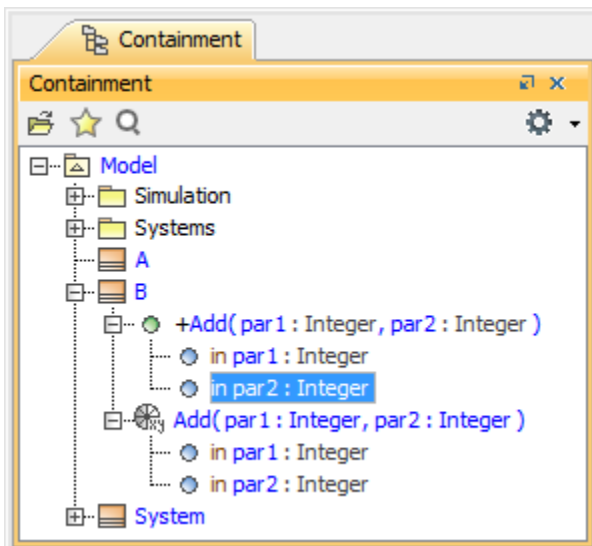 Containment
Containment
Model
Simulation
Systems
A
B
+Add( par1 : Integer, par2 : Integer )
in par1 : Integer
in par2 : Integer
xy Add( par1 : Integer, par2 : Integer )
in par1 : Integer
in par2 : Integer
System